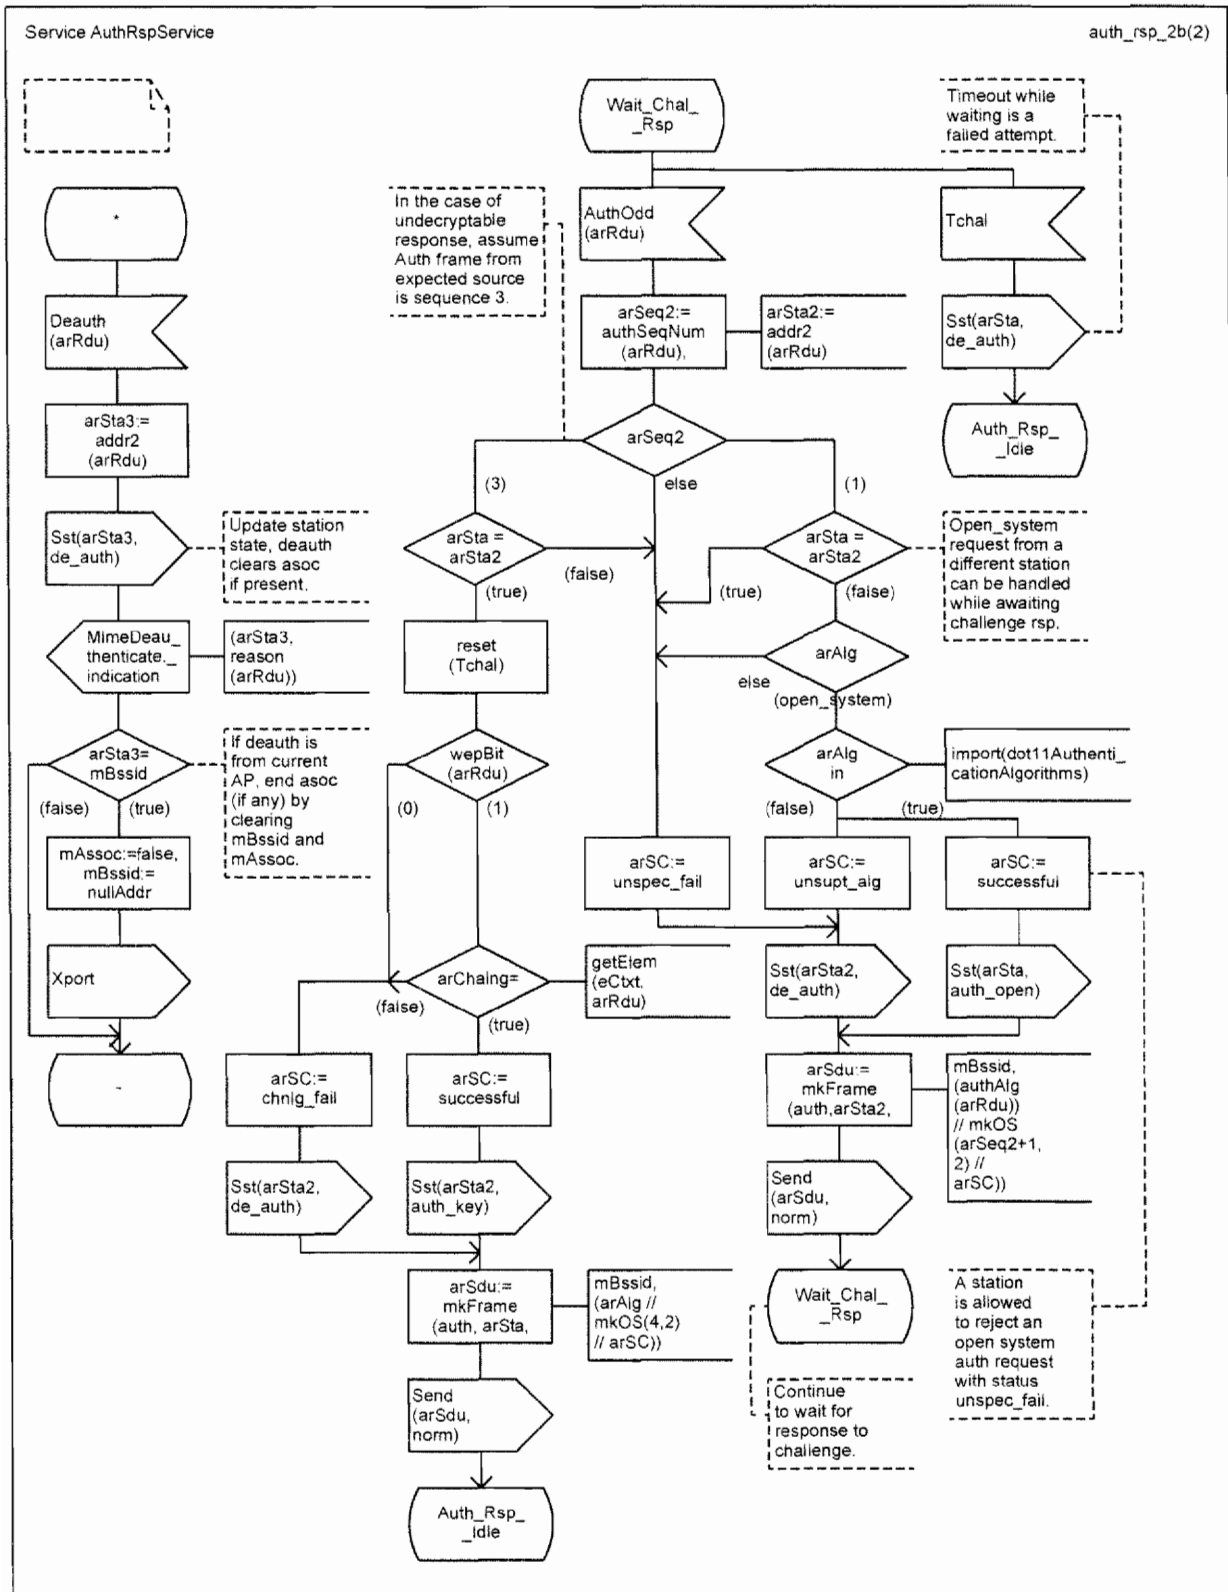 Service AuthRspService
auth_rsp_2b(2)
*
Deauth
(arRdu)
arSta3:=
addr2
(arRdu)
Sst(arSta3,
de_auth)
Update station
state, deauth
clears asoc
if present.
MimeDeau_
thenticate._
indication
(arSta3,
reason
(arRdu))
arSta3=
mBssid
(false)
(true)
If deauth is
from current
AP, end asoc
(if any) by
clearing
mBssid and
mAssoc.
mAssoc:=false,
mBssid:=
nullAddr
Xport
-
Wait_Chal_
_Rsp
Timeout while
waiting is a
failed attempt.
In the case of
undecryptable
response, assume
Auth frame from
expected source
is sequence 3.
AuthOdd
(arRdu)
Tchal
arSeq2:=
authSeqNum
(arRdu),
arSta2:=
addr2
(arRdu)
Sst(arSta,
de_auth)
Auth_Rsp_
_Idle
arSeq2
(3)
else
(1)
arSta =
arSta2
(false)
(true)
arSta =
arSta2
(true)
(false)
Open_system
request from a
different station
can be handled
while awaiting
challenge rsp.
reset
(Tchal)
arAlg
else
(open_system)
wepBit
(arRdu)
(0)
(1)
arAlg
in
import(dot11Authenti_
cationAlgorithms)
(false)
(true)
arSC:=
unspec_fail
arSC:=
unsupt_alg
arSC:=
successful
arChalng=
getElem
(eCtxt,
arRdu)
(false)
(true)
Sst(arSta2,
de_auth)
Sst(arSta,
auth_open)
arSC:=
chnlg_fail
arSC:=
successful
arSdu:=
mkFrame
(auth,arSta2,
mBssid,
(authAlg
(arRdu))
// mkOS
(arSeq2+1,
2) //
arSC))
Sst(arSta2,
de_auth)
Sst(arSta2,
auth_key)
Send
(arSdu,
norm)
arSdu:=
mkFrame
(auth, arSta,
mBssid,
(arAlg //
mkOS(4,2)
// arSC))
Wait_Chal_
_Rsp
A station
is allowed
to reject an
open system
auth request
with status
unspec_fail.
Send
(arSdu,
norm)
Continue
to wait for
response to
challenge.
Auth_Rsp_
_Idle